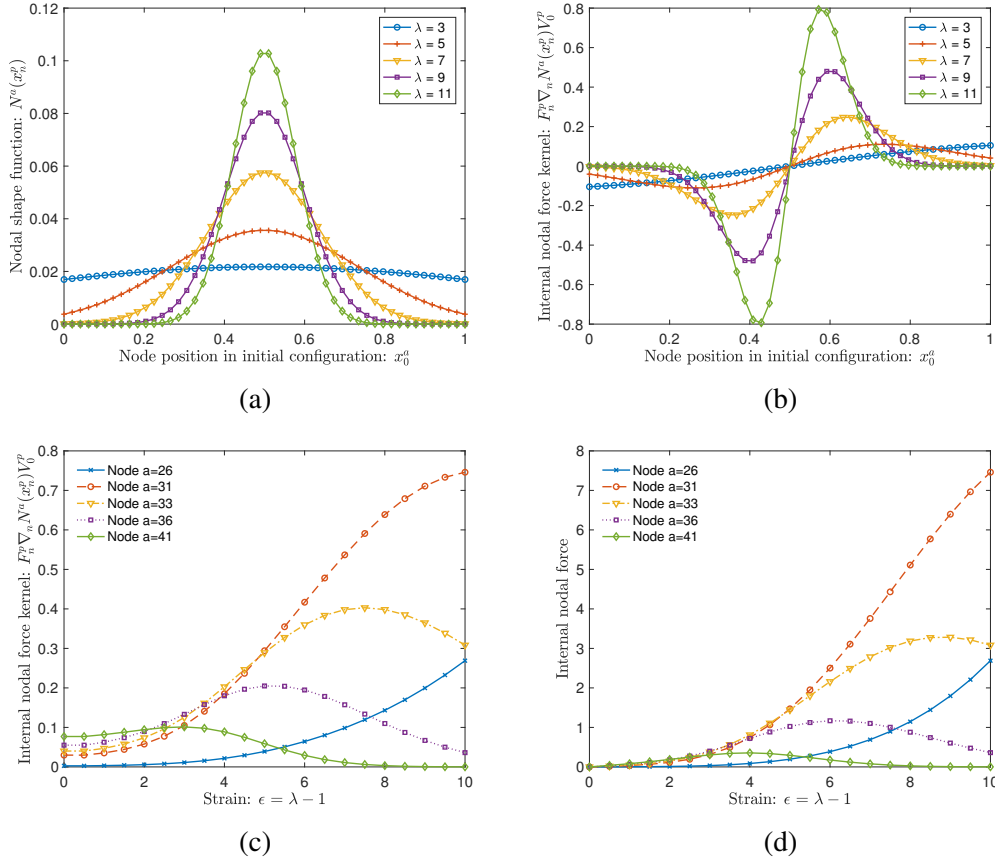 0.12
0.1
0.08
0.06
0.04
0.02
0
Nodal shape function: N^a(x_n^p)
λ = 3
λ = 5
λ = 7
λ = 9
λ = 11
0 0.2 0.4 0.6 0.8 1
Node position in initial configuration: x_0^a
(a)
0.8
0.6
0.4
0.2
0
-0.2
-0.4
-0.6
-0.8
Internal nodal force kernel: F_n^p ∇_n N^a(x_n^p)V_0^p
λ = 3
λ = 5
λ = 7
λ = 9
λ = 11
0 0.2 0.4 0.6 0.8 1
Node position in initial configuration: x_0^a
(b)
0.8
0.7
0.6
0.5
0.4
0.3
0.2
0.1
0
Internal nodal force kernel: F_n^p ∇_n N^a(x_n^p)V_0^p
Node a=26
Node a=31
Node a=33
Node a=36
Node a=41
0 2 4 6 8 10
Strain: ϵ = λ − 1
(c)
8
7
6
5
4
3
2
1
0
Internal nodal force
Node a=26
Node a=31
Node a=33
Node a=36
Node a=41
0 2 4 6 8 10
Strain: ϵ = λ − 1
(d)